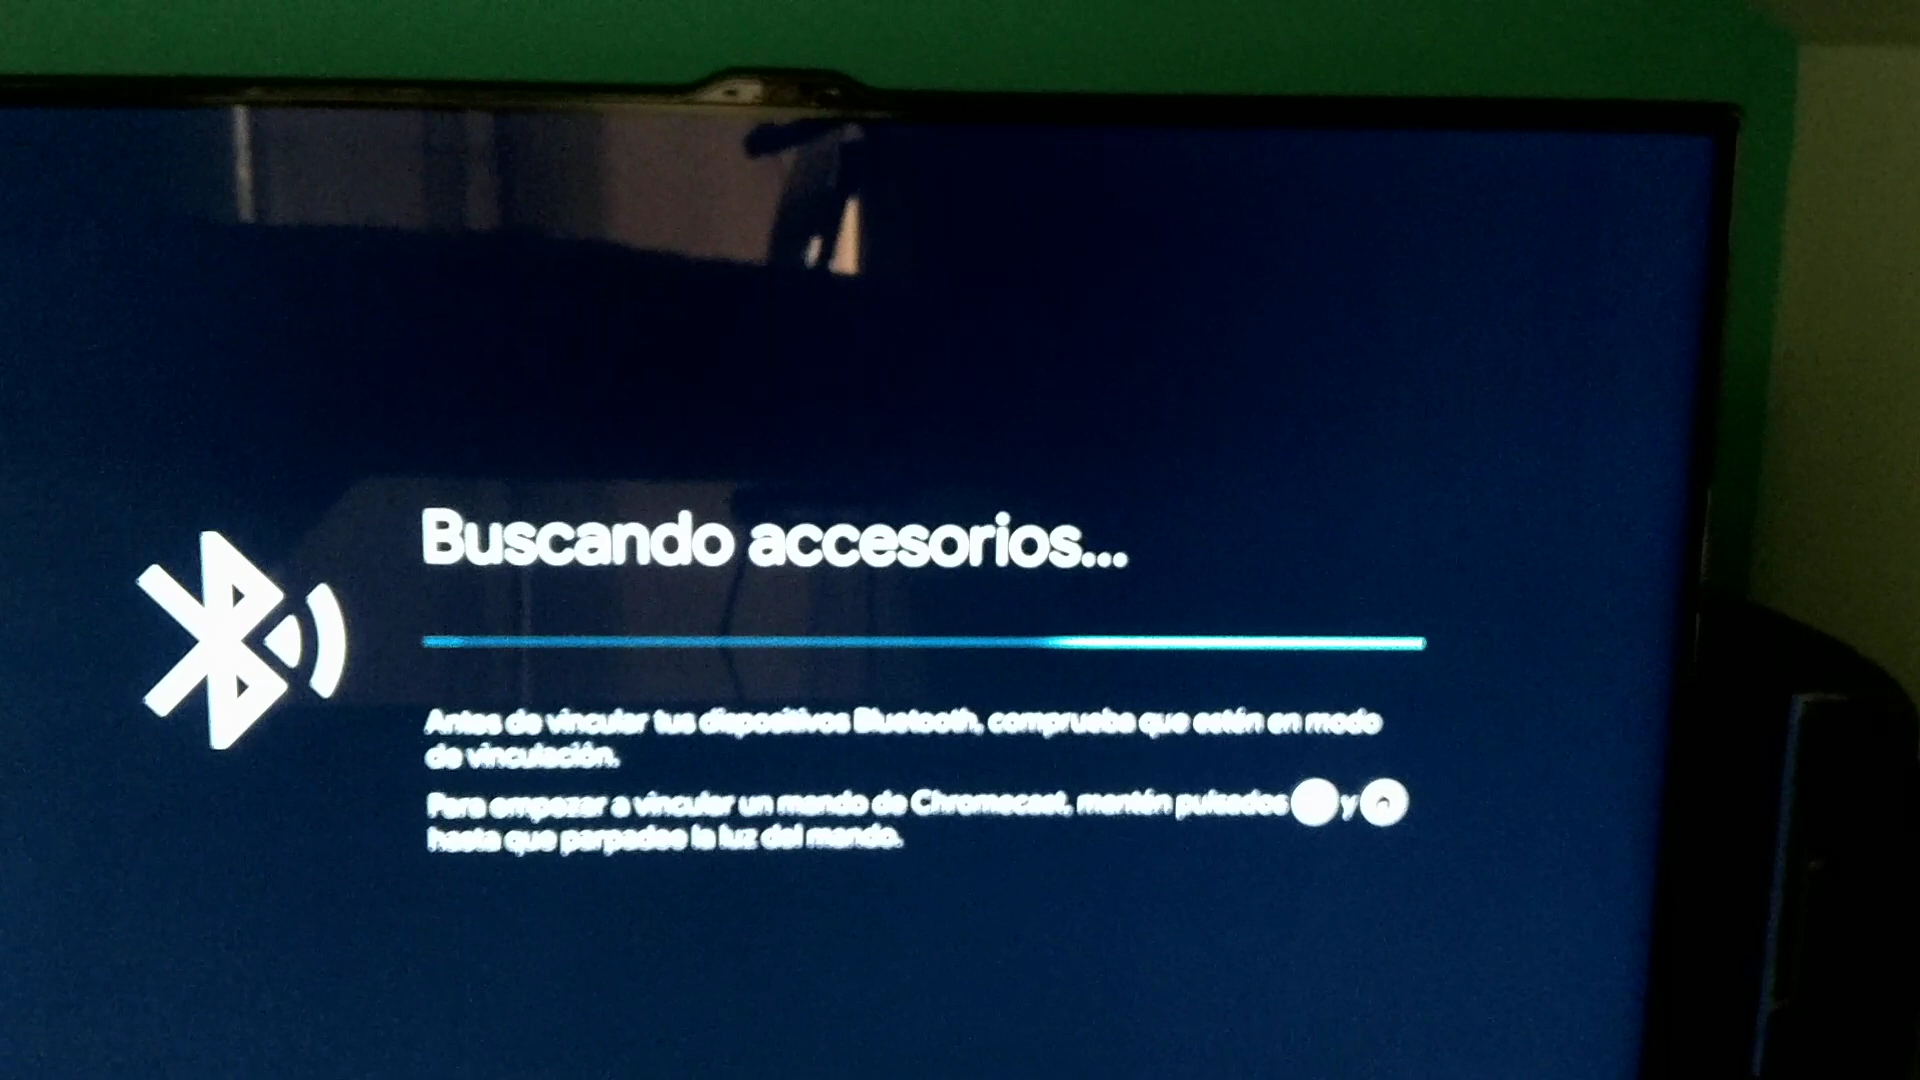 Buscando accesorios...
Antes de vincular tus dispositivos Bluetooth, comprueba que estén en modo
de vinculación.
Para empezar a vincular un mando de Chromecast, mantén pulsados y
hasta que parpadee la luz del mando.